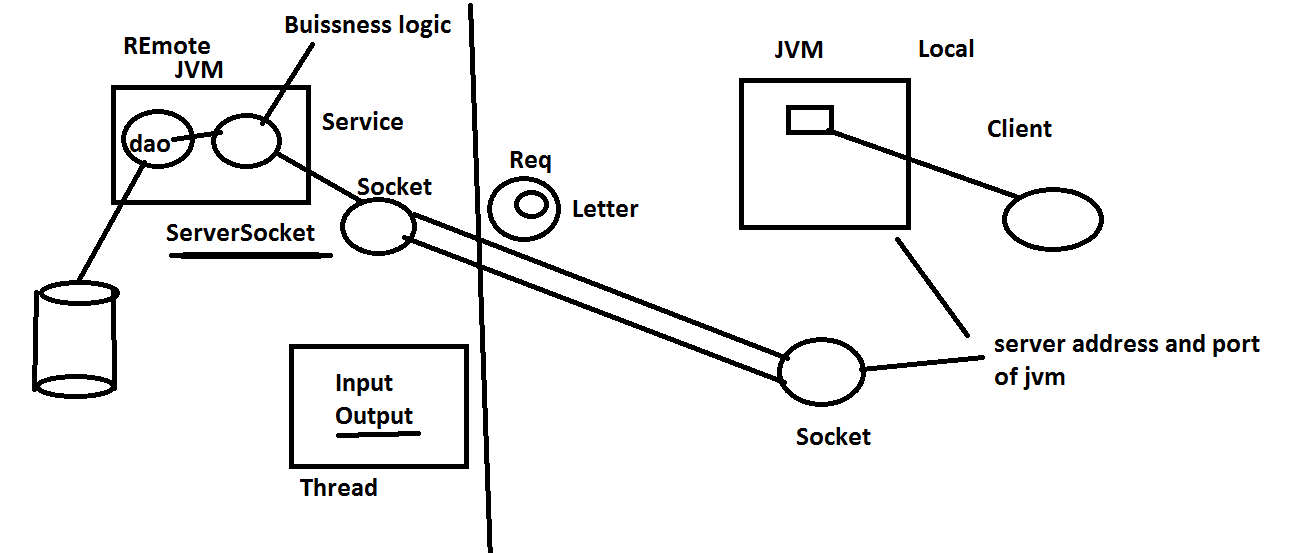 Buissness logic
REmote
JVM
dao
Service
Socket
ServerSocket
Input
Output
Thread
Req
Letter
JVM
Local
Client
server address and port
of jvm
Socket